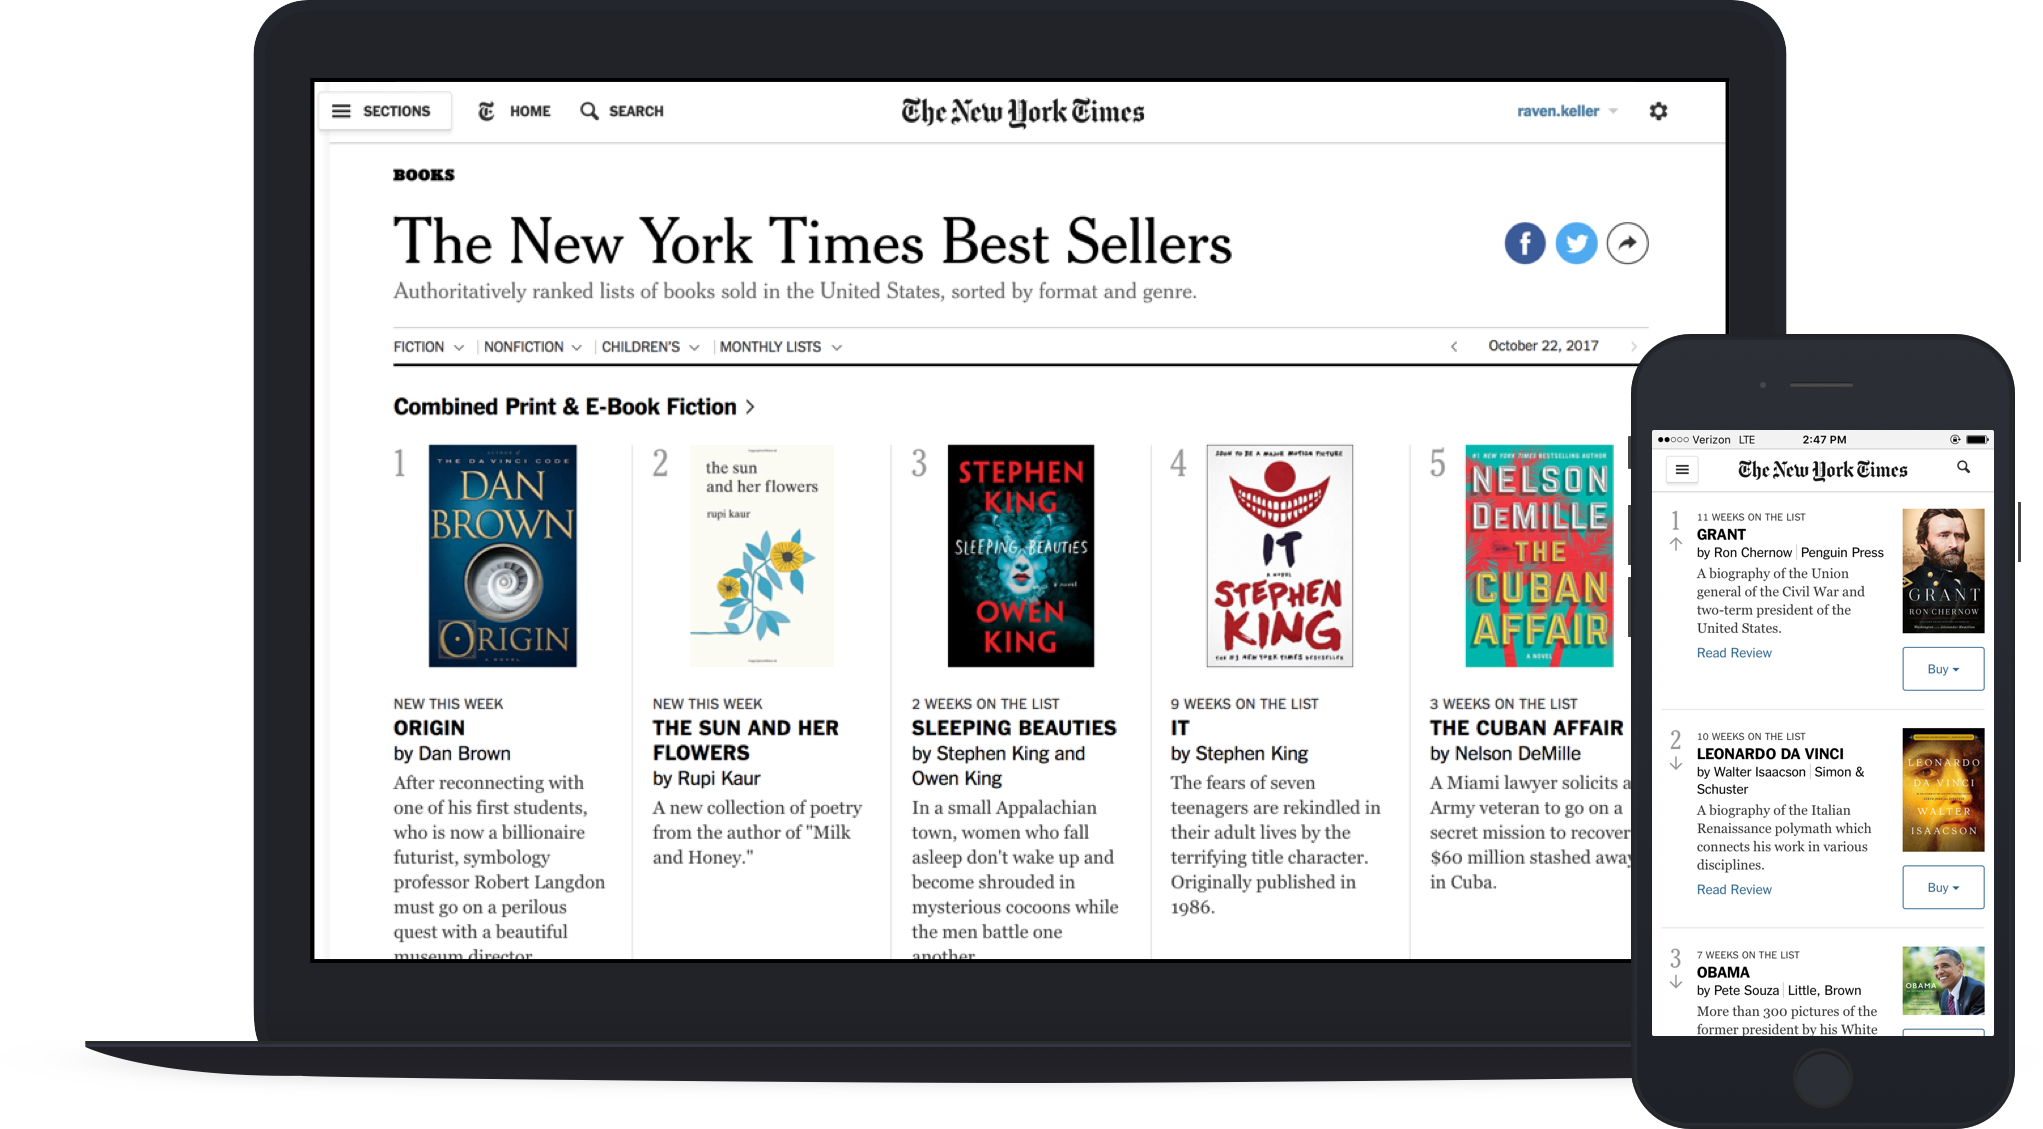 SECTIONS
HOME
SEARCH
The New York Times
raven.keller
BOOKS
The New York Times Best Sellers
Authoritatively ranked lists of books sold in the United States, sorted by format and genre.
FICTION
NONFICTION
CHILDREN'S
MONTHLY LISTS
October 22, 2017
Combined Print & E-Book Fiction
1
THE DA VINCI CODE
DAN
BROWN
ORIGIN
A NOVEL
NEW THIS WEEK
ORIGIN
by Dan Brown
After reconnecting with
one of his first students,
who is now a billionaire
futurist, symbology
professor Robert Langdon
must go on a perilous
quest with a beautiful
museum director.
2
the sun
and her flowers
rupi kaur
NEW THIS WEEK
THE SUN AND HER
FLOWERS
by Rupi Kaur
A new collection of poetry
from the author of "Milk
and Honey."
3
STEPHEN
KING
SLEEPING BEAUTIES
a novel
OWEN
KING
2 WEEKS ON THE LIST
SLEEPING BEAUTIES
by Stephen King and
Owen King
In a small Appalachian
town, women who fall
asleep don't wake up and
become shrouded in
mysterious cocoons while
the men battle one
another.
4
SOON TO BE A MAJOR MOTION PICTURE
IT
A NOVEL
STEPHEN
KING
THE #1 NEW YORK TIMES BESTSELLER
9 WEEKS ON THE LIST
IT
by Stephen King
The fears of seven
teenagers are rekindled in
their adult lives by the
terrifying title character.
Originally published in
1986.
5
#1 NEW YORK TIMES BESTSELLING AUTHOR
NELSON
DEMILLE
THE
CUBAN
AFFAIR
A NOVEL
3 WEEKS ON THE LIST
THE CUBAN AFFAIR
by Nelson DeMille
A Miami lawyer solicits a
Army veteran to go on a
secret mission to recover
$60 million stashed away
in Cuba.
Verizon LTE
2:47 PM
The New York Times
1
11 WEEKS ON THE LIST
GRANT
by Ron Chernow | Penguin Press
A biography of the Union
general of the Civil War and
two-term president of the
United States.
Read Review
GRANT
RON CHERNOW
Buy
2
10 WEEKS ON THE LIST
LEONARDO DA VINCI
by Walter Isaacson | Simon &
Schuster
A biography of the Italian
Renaissance polymath which
connects his work in various
disciplines.
Read Review
LEONARDO
DA VINCI
WALTER
ISAACSON
Buy
3
7 WEEKS ON THE LIST
OBAMA
by Pete Souza | Little, Brown
More than 300 pictures of the
former president by his White
OBAMA